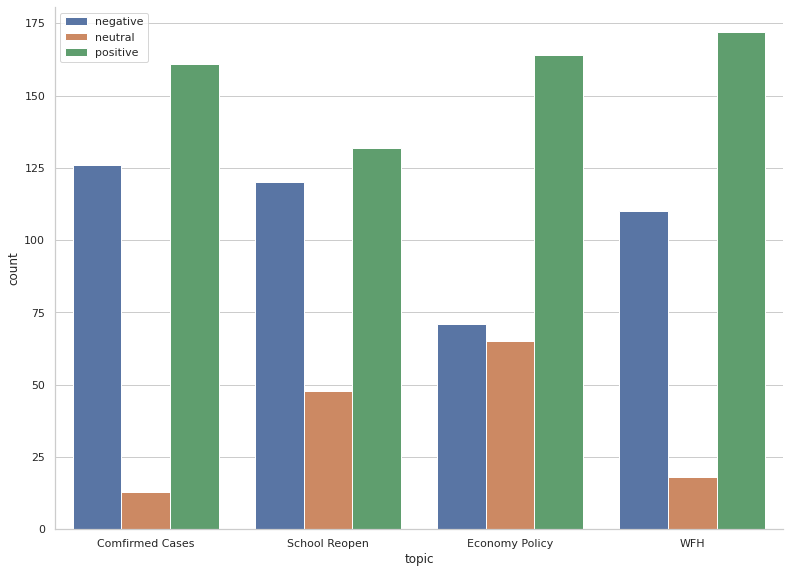 negative
neutral
positive
175
150
125
100
75
50
25
0
count
Comfirmed Cases
School Reopen
Economy Policy
WFH
topic